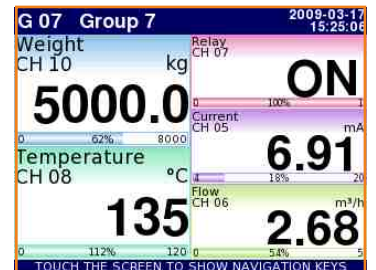 G 07 Group 7
2009-03-17
15:25:06
Weight
CH 10 kg
5000.0
0 62% 8000
Temperature
CH 08 °C
135
0 112% 120
Relay
CH 07
ON
0 100% 1
Current
CH 05 mA
6.91
4 18% 20
Flow
CH 06 m³/h
2.68
0 54% 5
TOUCH THE SCREEN TO SHOW NAVIGATION KEYS